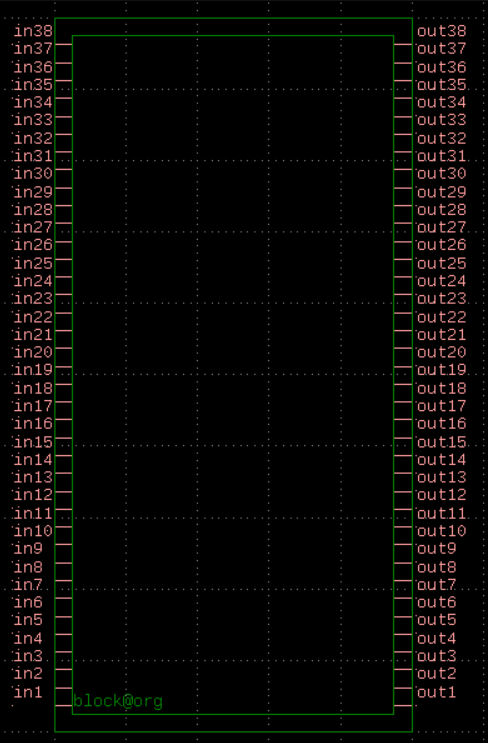 in38 out38
in37 out37
in36 out36
in35 out35
in34 out34
in33 out33
in32 out32
in31 out31
in30 out30
in29 out29
in28 out28
in27 out27
in26 out26
in25 out25
in24 out24
in23 out23
in22 out22
in21 out21
in20 out20
in19 out19
in18 out18
in17 out17
in16 out16
in15 out15
in14 out14
in13 out13
in12 out12
in11 out11
in10 out10
in9 out9
in8 out8
in7 out7
in6 out6
in5 out5
in4 out4
in3 out3
in2 out2
in1 out1
block@org